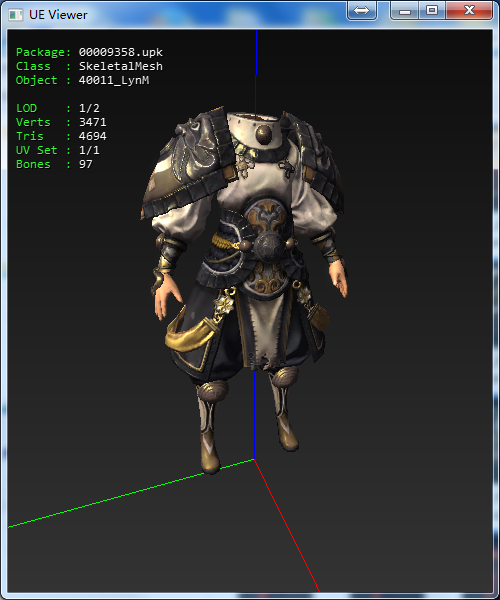 UE Viewer
Package: 00009358.upk
Class : SkeletalMesh
Object : 40011_LynM
LOD : 1/2
Verts : 3471
Tris : 4694
UV Set : 1/1
Bones : 97